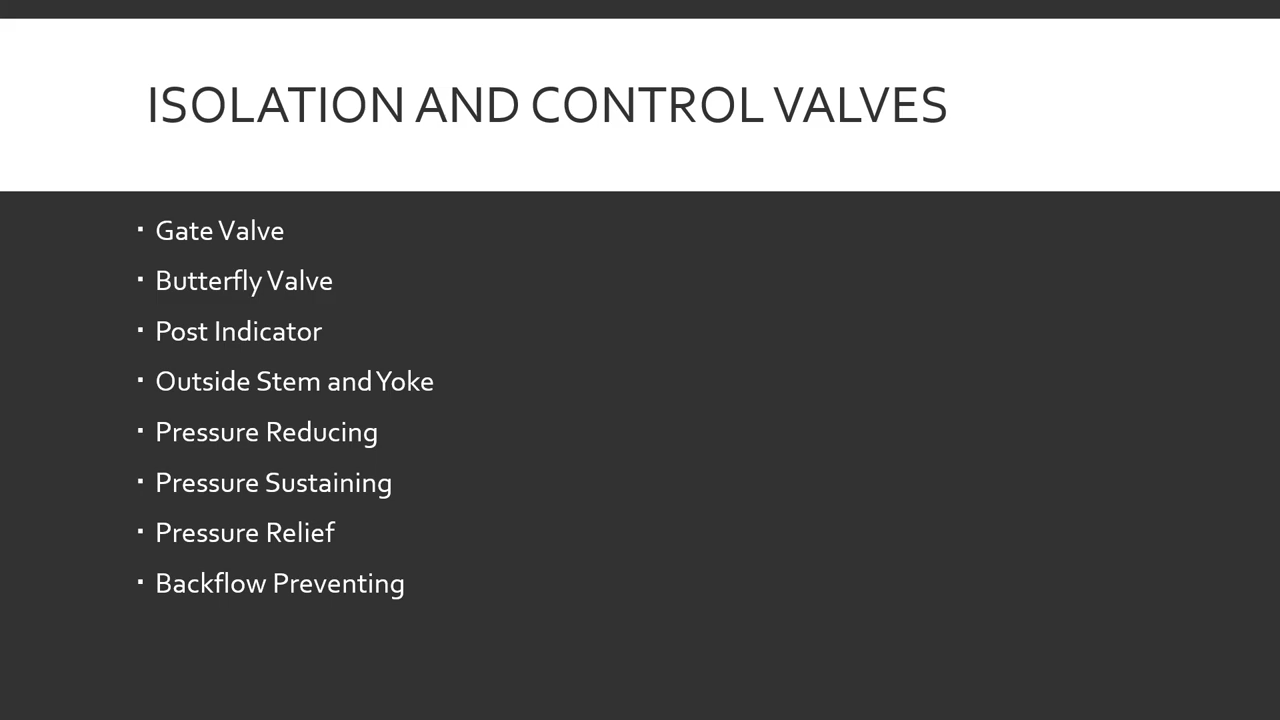 ISOLATION AND CONTROL VALVES
▪ Gate Valve
▪ Butterfly Valve
▪ Post Indicator
▪ Outside Stem and Yoke
▪ Pressure Reducing
▪ Pressure Sustaining
▪ Pressure Relief
▪ Backflow Preventing